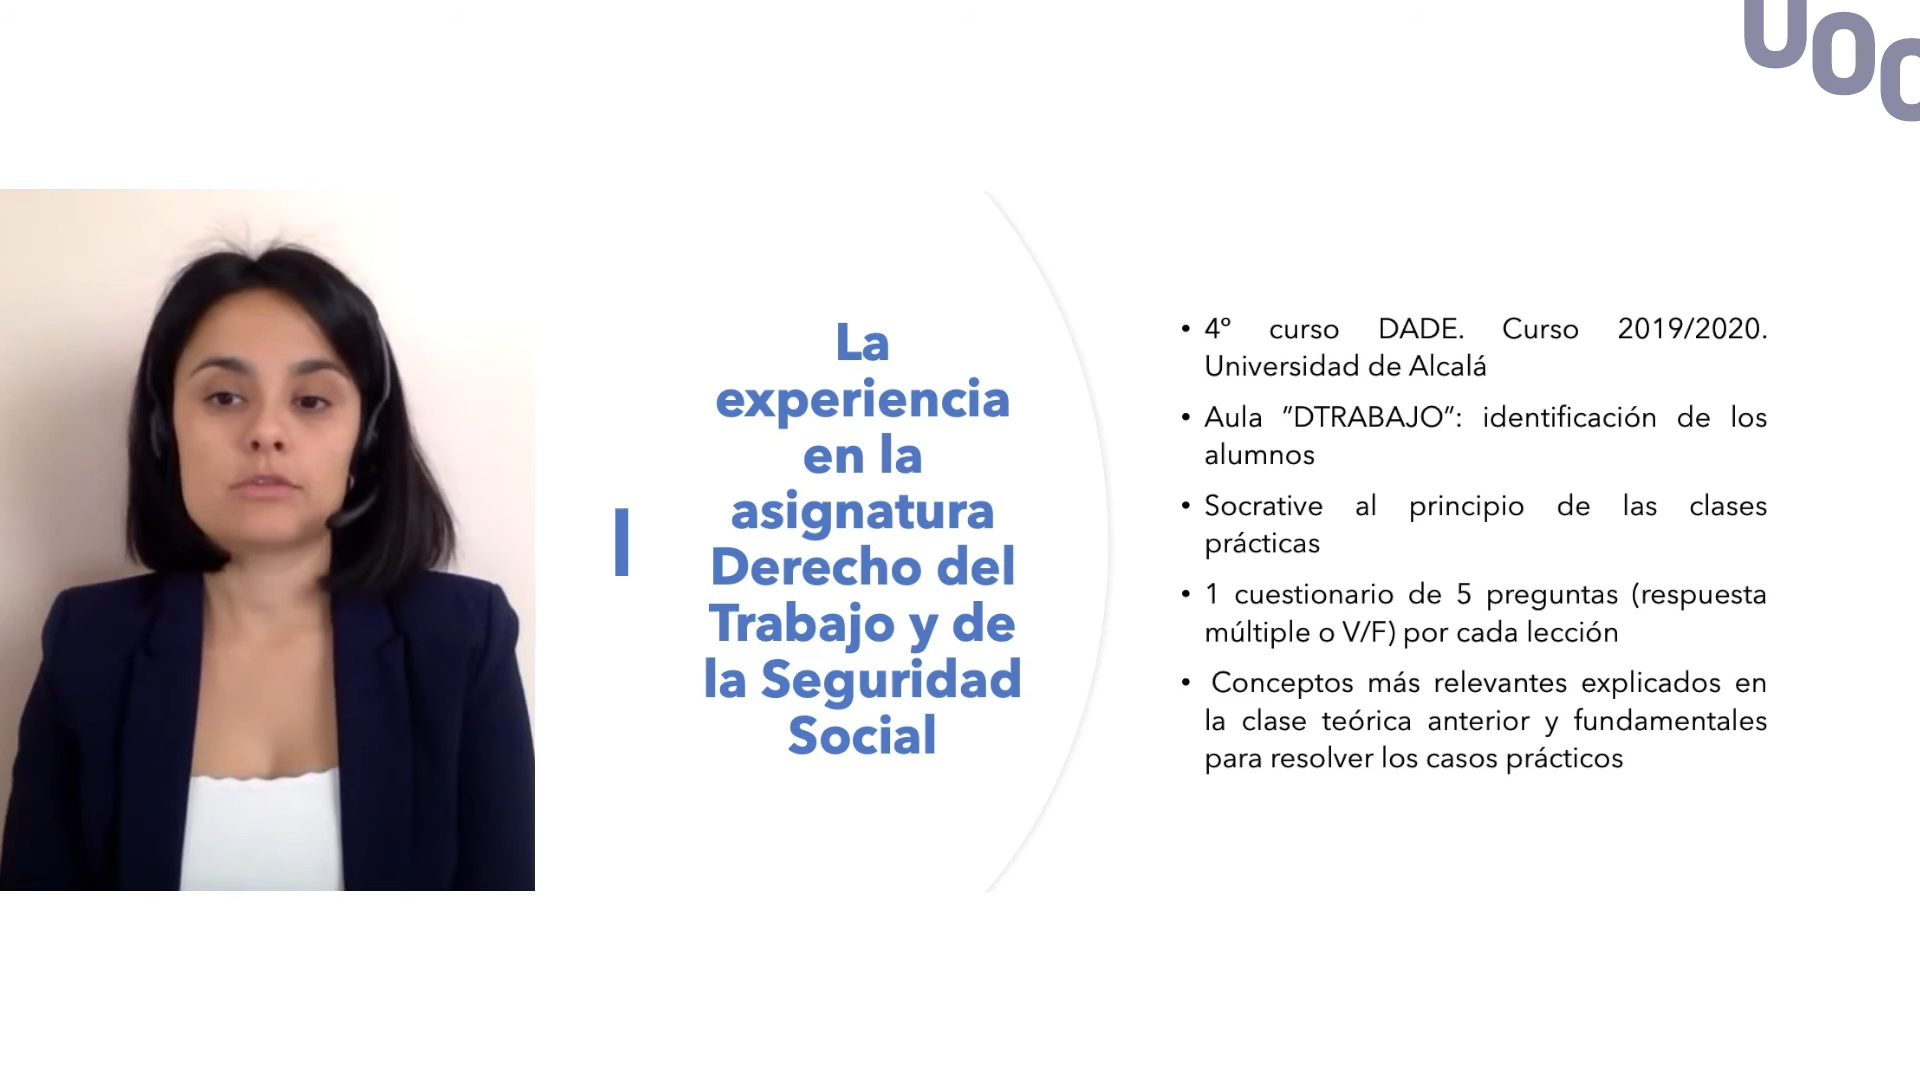 UOC
La
experiencia
en la
asignatura
Derecho del
Trabajo y de
la Seguridad
Social
• 4º curso DADE. Curso 2019/2020.
Universidad de Alcalá
• Aula ”DTRABAJO”: identificación de los
alumnos
• Socrative al principio de las clases
prácticas
• 1 cuestionario de 5 preguntas (respuesta
múltiple o V/F) por cada lección
• Conceptos más relevantes explicados en
la clase teórica anterior y fundamentales
para resolver los casos prácticos